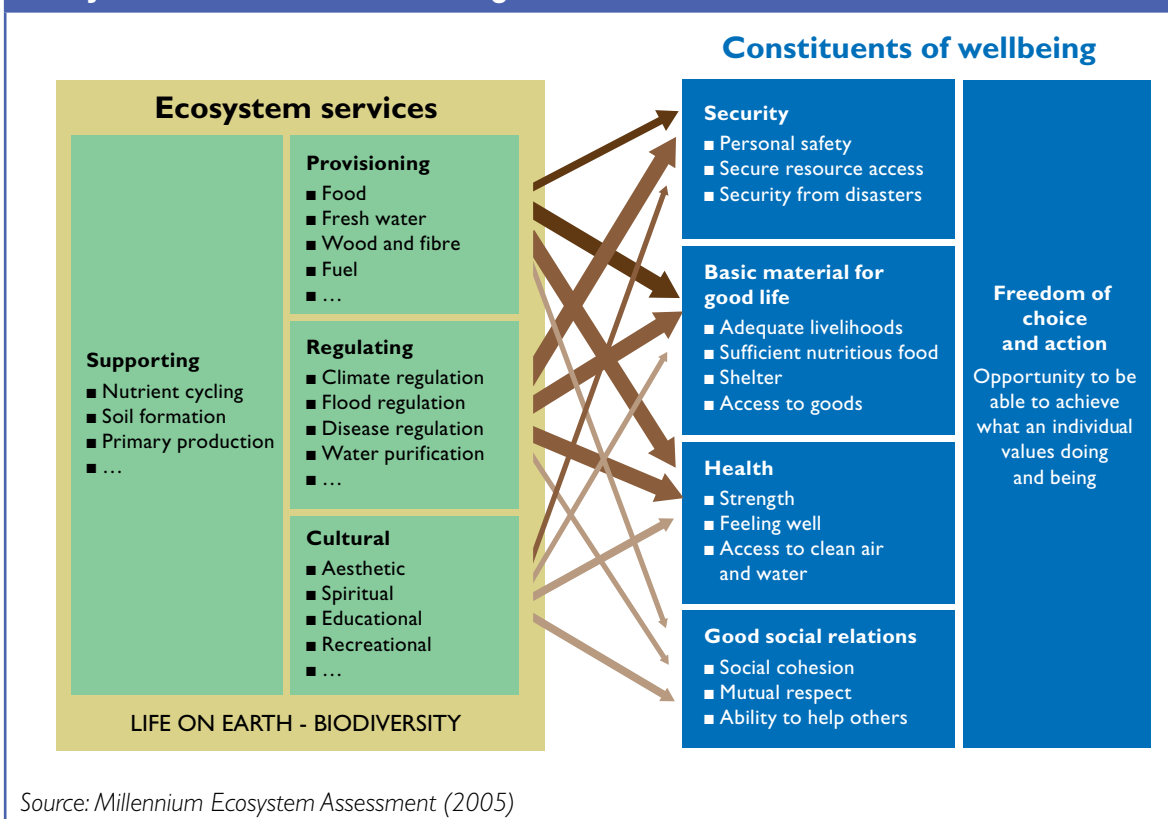 Constituents of wellbeing
Ecosystem services
Supporting
■ Nutrient cycling
■ Soil formation
■ Primary production
■ …
Provisioning
■ Food
■ Fresh water
■ Wood and fibre
■ Fuel
■ …
Regulating
■ Climate regulation
■ Flood regulation
■ Disease regulation
■ Water purification
■ …
Cultural
■ Aesthetic
■ Spiritual
■ Educational
■ Recreational
■ …
LIFE ON EARTH - BIODIVERSITY
Security
■ Personal safety
■ Secure resource access
■ Security from disasters
Basic material for
good life
■ Adequate livelihoods
■ Sufficient nutritious food
■ Shelter
■ Access to goods
Health
■ Strength
■ Feeling well
■ Access to clean air
and water
Good social relations
■ Social cohesion
■ Mutual respect
■ Ability to help others
Freedom of
choice
and action
Opportunity to be
able to achieve
what an individual
values doing
and being
Source: Millennium Ecosystem Assessment (2005)